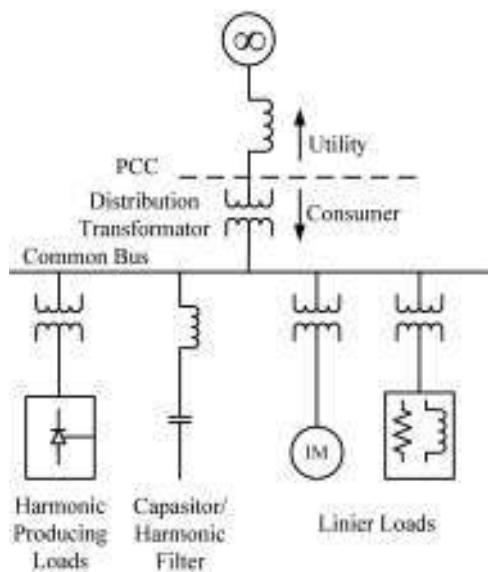 ∞
Utility
PCC
Distribution
Transformator
Consumer
Common Bus
IM
Harmonic
Producing
Loads
Capasitor/
Harmonic
Filter
Linier Loads